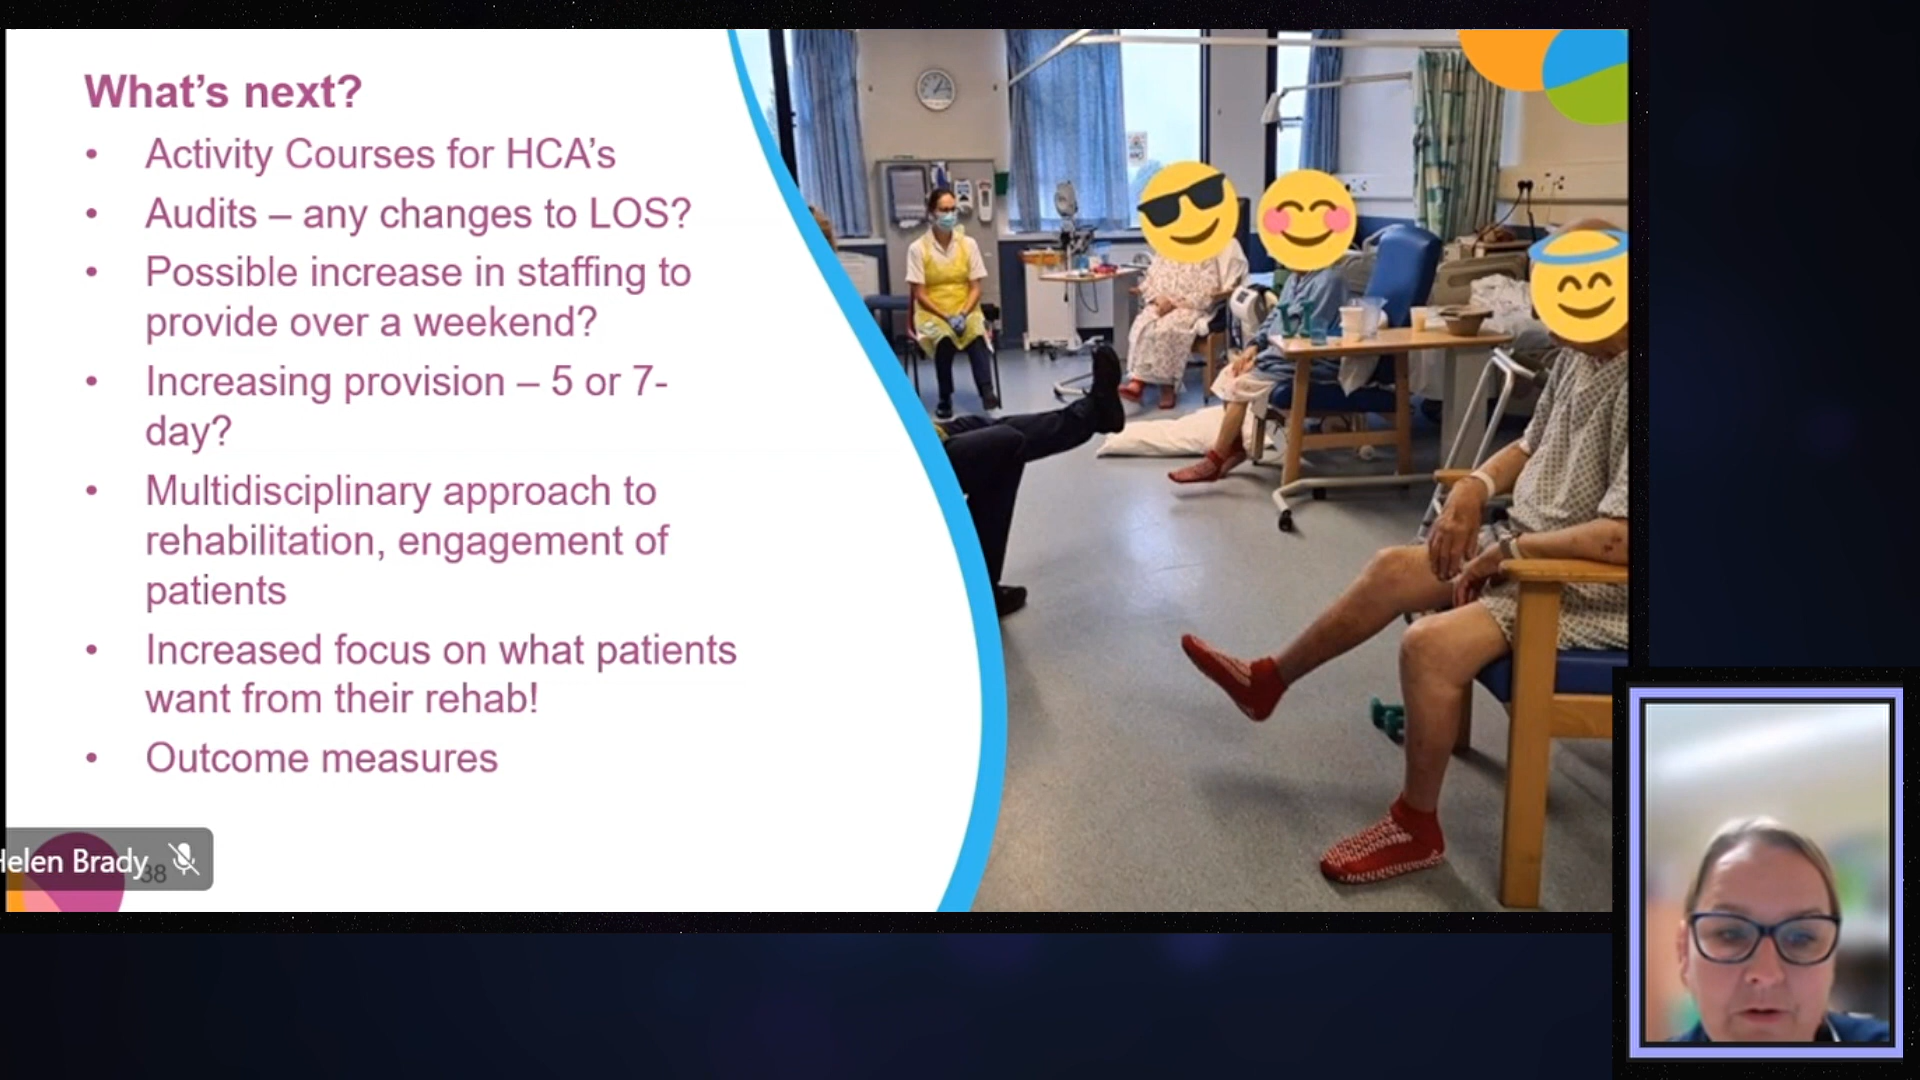 What’s next?
• Activity Courses for HCA’s
• Audits – any changes to LOS?
• Possible increase in staffing to
provide over a weekend?
• Increasing provision – 5 or 7-
day?
• Multidisciplinary approach to
rehabilitation, engagement of
patients
• Increased focus on what patients
want from their rehab!
• Outcome measures
Helen Brady
38